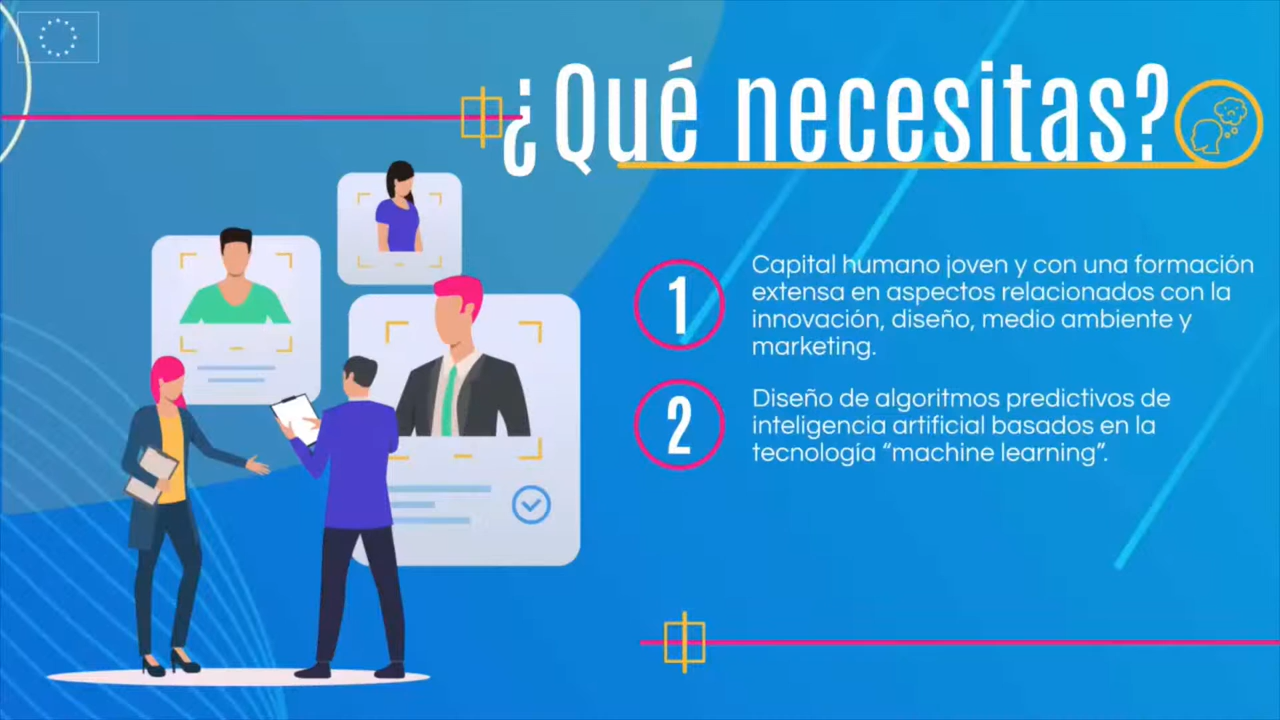 ¿Qué necesitas?
1
Capital humano joven y con una formación
extensa en aspectos relacionados con la
innovación, diseño, medio ambiente y
marketing.
2
Diseño de algoritmos predictivos de
inteligencia artificial basados en la
tecnología “machine learning”.